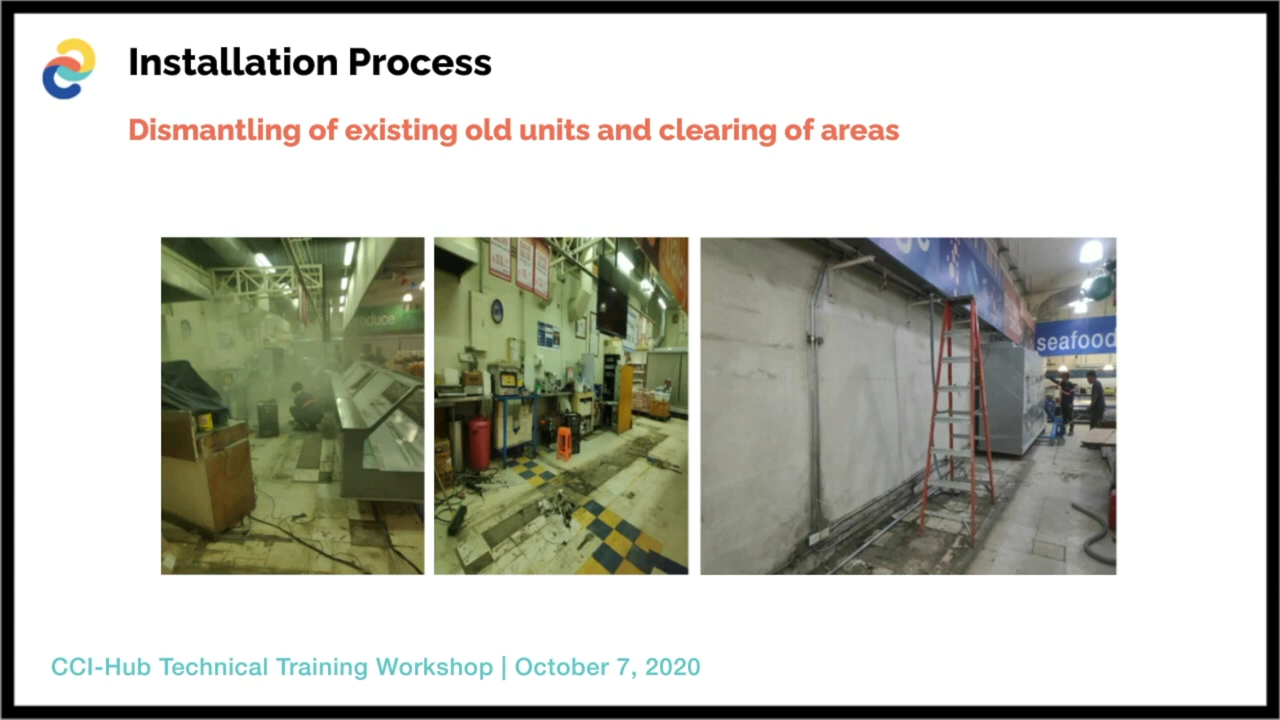 Installation Process
Dismantling of existing old units and clearing of areas
produce
seafood
CCI-Hub Technical Training Workshop | October 7, 2020